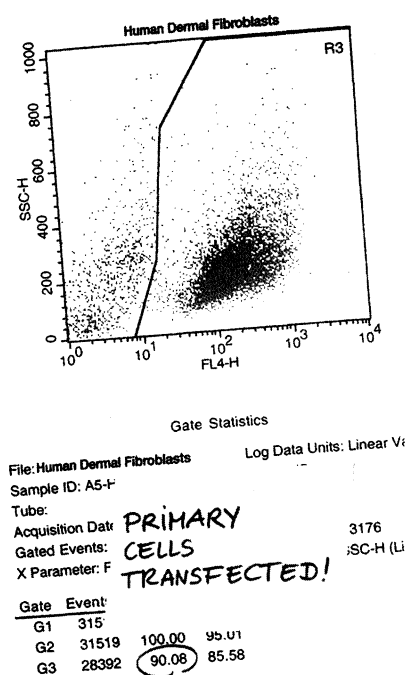 Human Dermal Fibroblasts
R3
1000
800
600
400
200
0
SSC-H
10^0 10^1 10^2 10^3 10^4
FL4-H
Gate Statistics
File: Human Dermal Fibroblasts
Log Data Units: Linear
Sample ID: A5-
Tube:
Acquisition Date
PRIMARY
3176
Gated Events:
CELLS
SSC-H (Li
X Parameter: F
TRANSFECTED!
Gate Event
G1 315
G2 31519 100.00 95.01
G3 28392 90.08 85.58